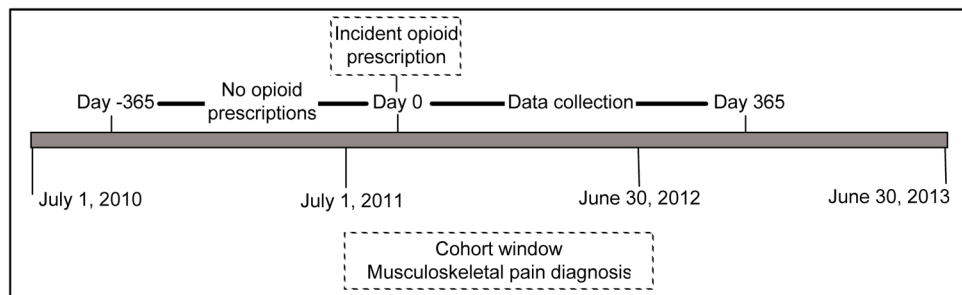 Incident opioid
prescription
Day -365
No opioid
prescriptions
Day 0
Data collection
Day 365
July 1, 2010
July 1, 2011
June 30, 2012
June 30, 2013
Cohort window
Musculoskeletal pain diagnosis